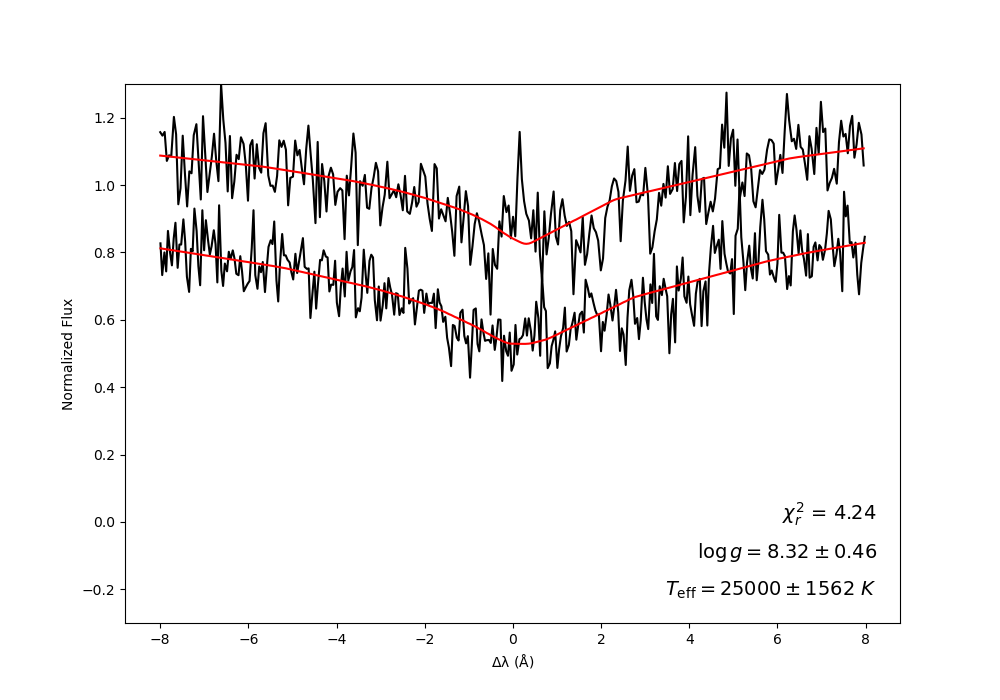 1.2
1.0
0.8
0.6
0.4
0.2
0.0
−0.2
Normalized Flux
χ²ᵣ = 4.24
log g = 8.32 ± 0.46
T_eff = 25000 ± 1562 K
−8 −6 −4 −2 0 2 4 6 8
Δλ (Å)